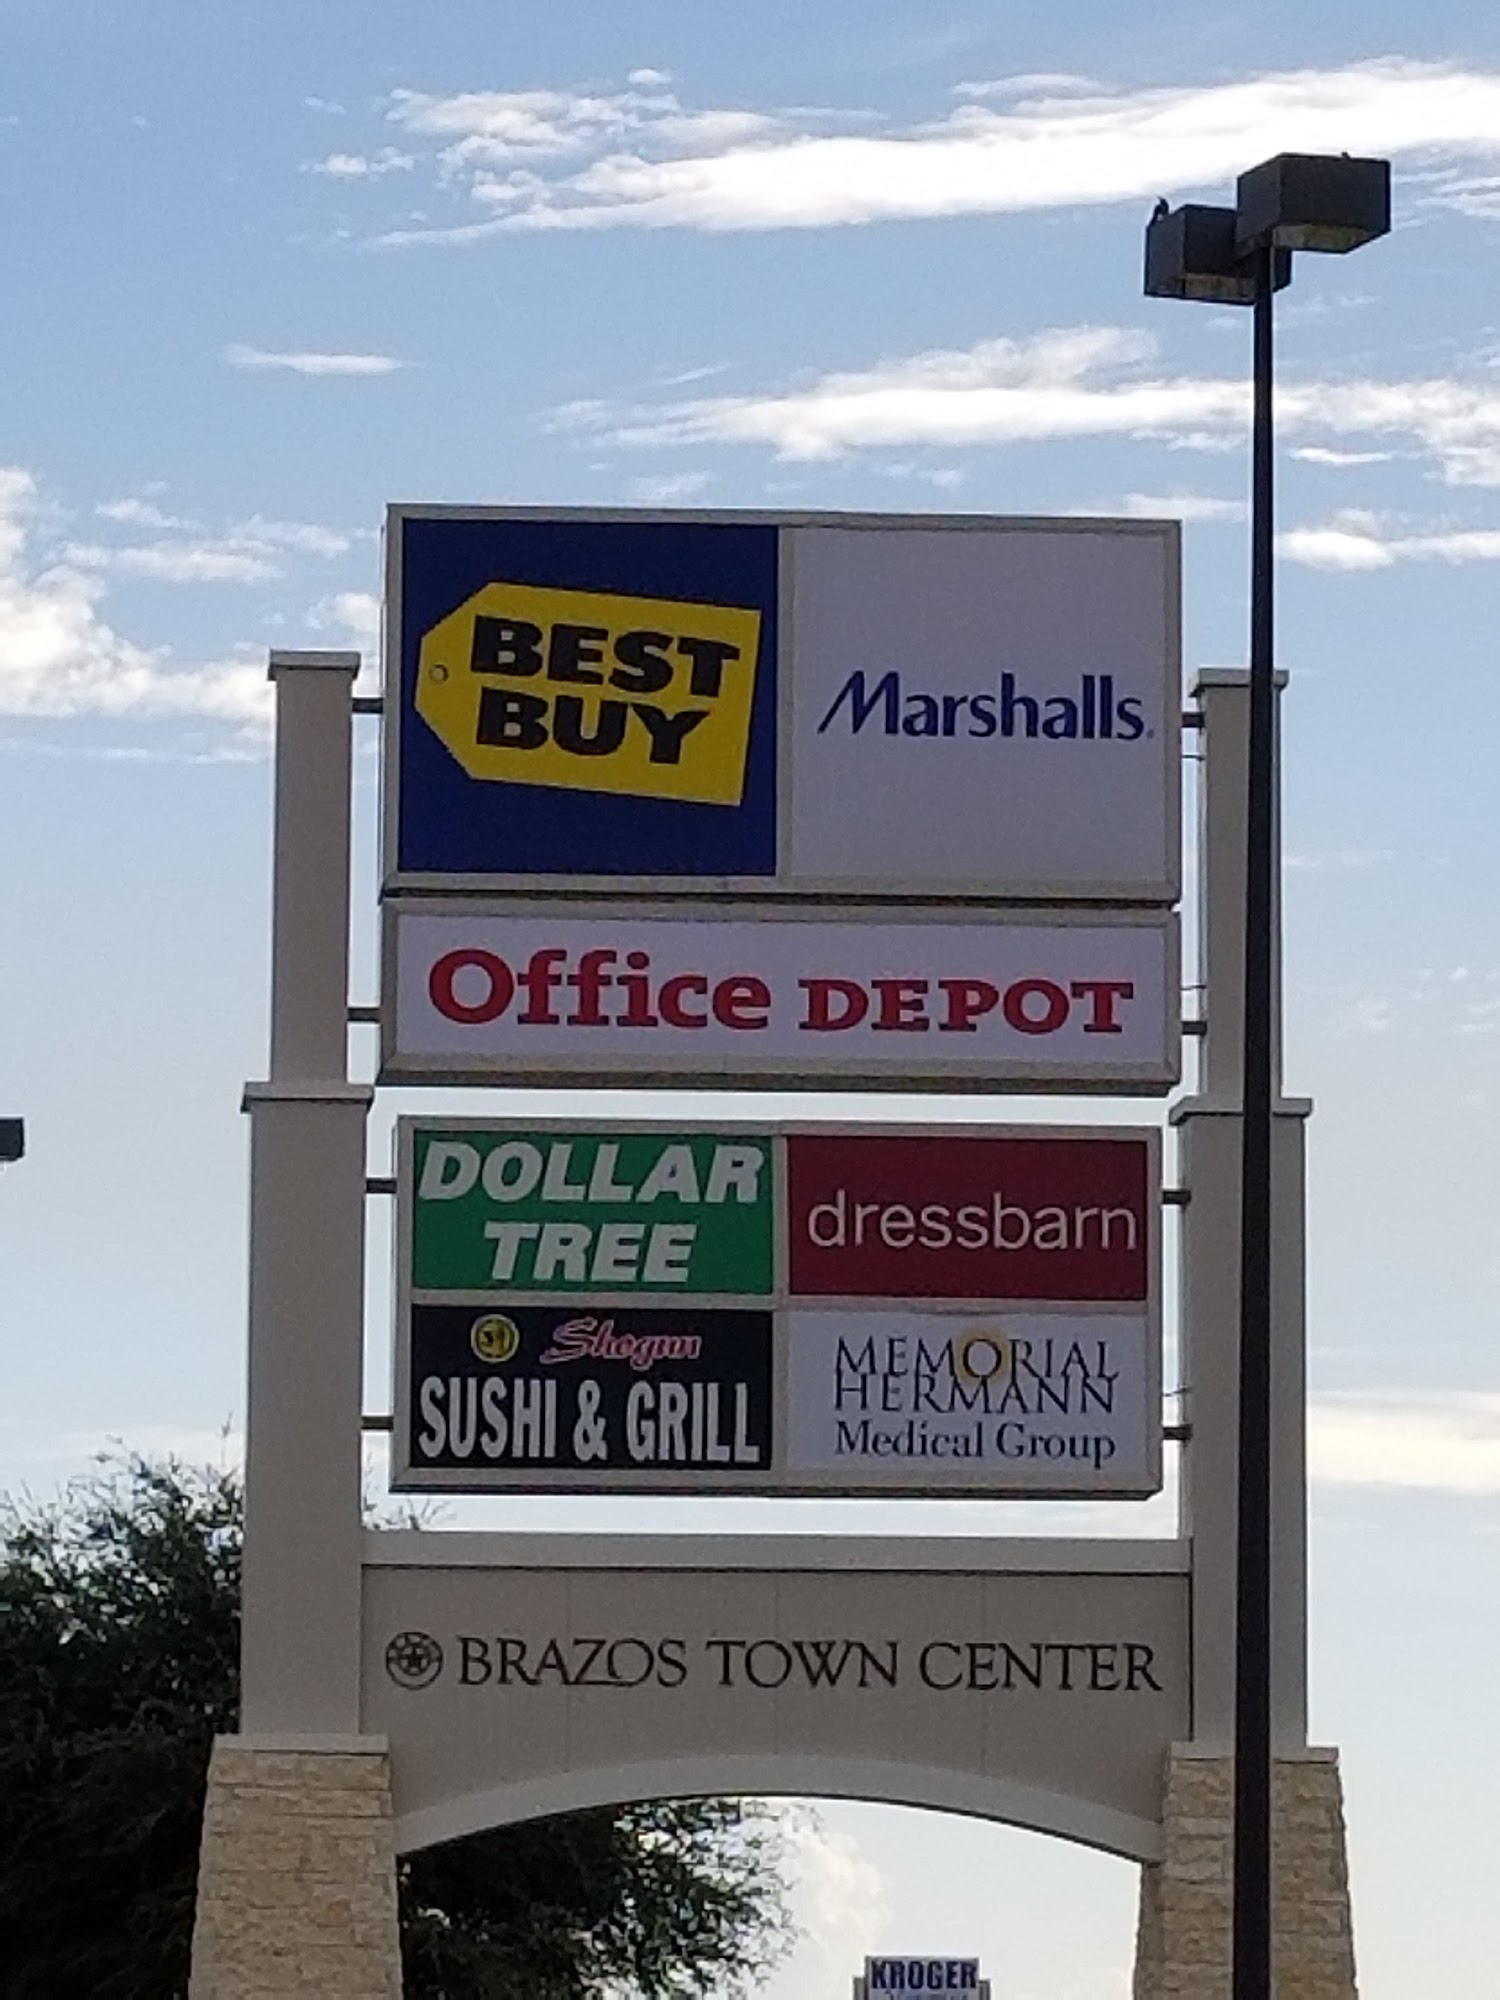 BEST
BUY
Marshalls
Office DEPOT
DOLLAR
TREE
dressbarn
Shogun
SUSHI & GRILL
MEMORIAL
HERMANN
Medical Group
BRAZOS TOWN CENTER
KROGER